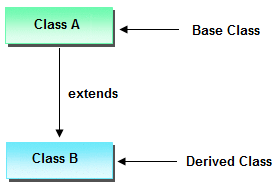 Class A
Base Class
extends
Class B
Derived Class